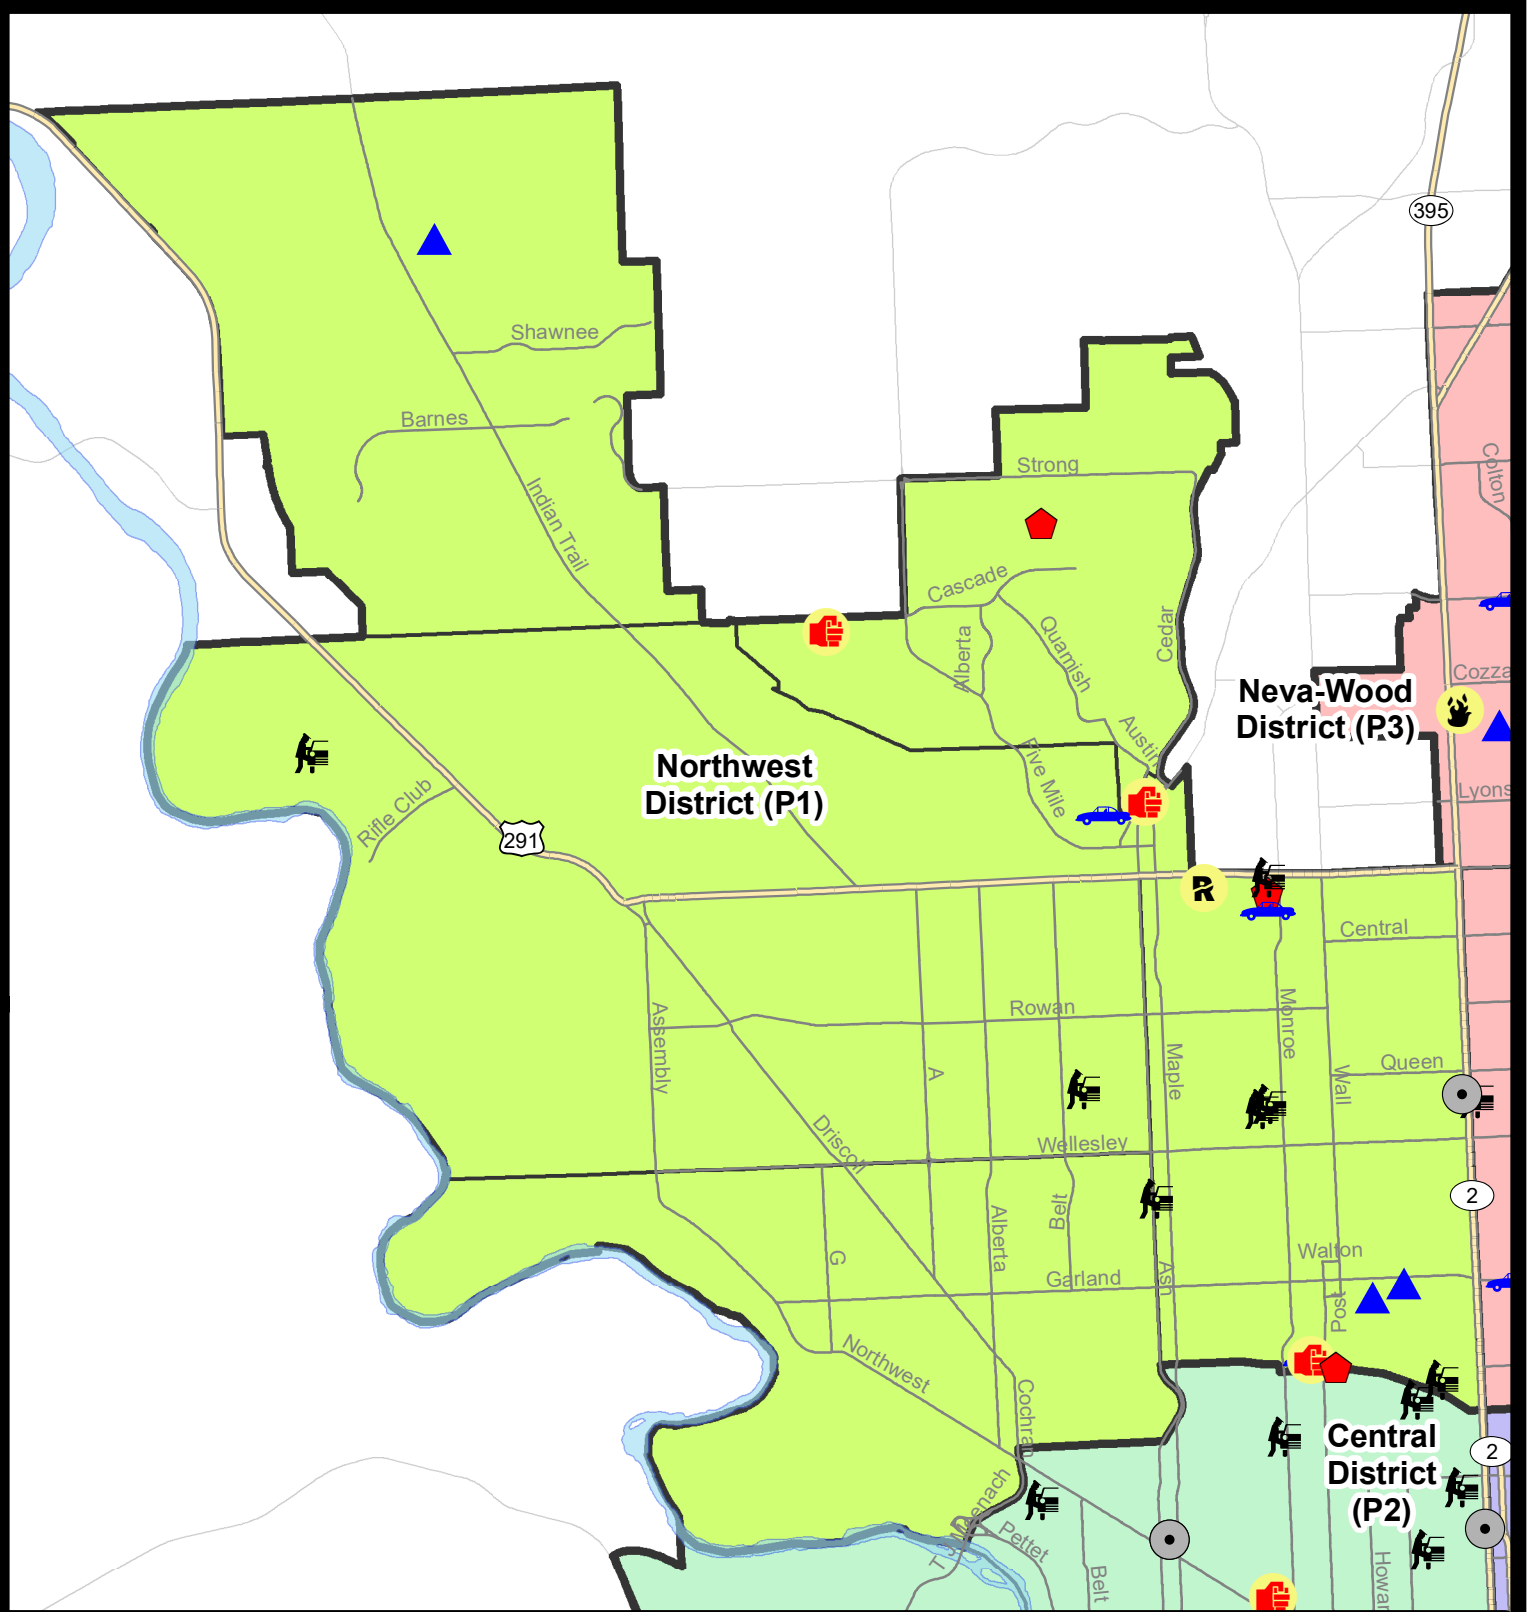 395
Shawnee
Barnes
Colton
Strong
Indian Trail
Cascade
Cedar
Alberta
Quamish
Cozza
Neva-Wood
District (P3)
Austin
Northwest
District (P1)
Five Mile
Lyons
Rifle Club
291
R
Central
Rowan
Assembly
Monroe
Maple
Queen
A
Wall
Driscoll
Wellesley
2
Belt
Alberta
G
Walton
Ash
Garland
Post
Northwest
Cochran
Central
District
(P2)
2
Pettet
Belt